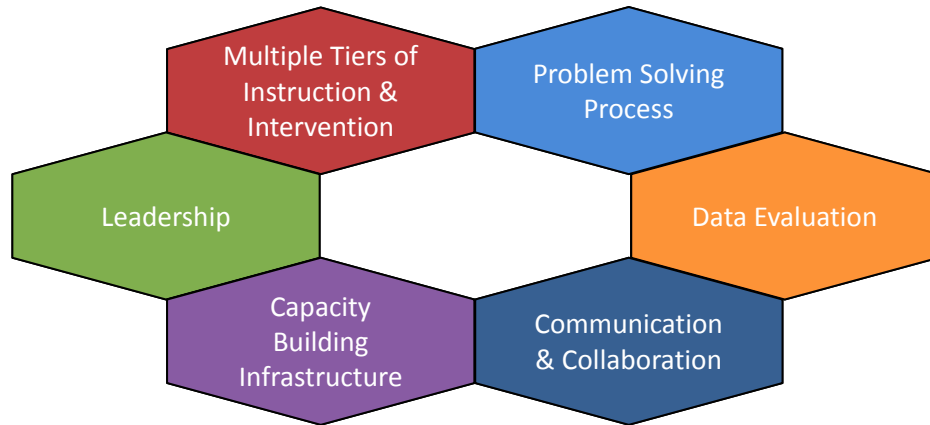 Multiple Tiers of
Instruction &
Intervention
Problem Solving
Process
Leadership
Data Evaluation
Capacity
Building
Infrastructure
Communication
& Collaboration